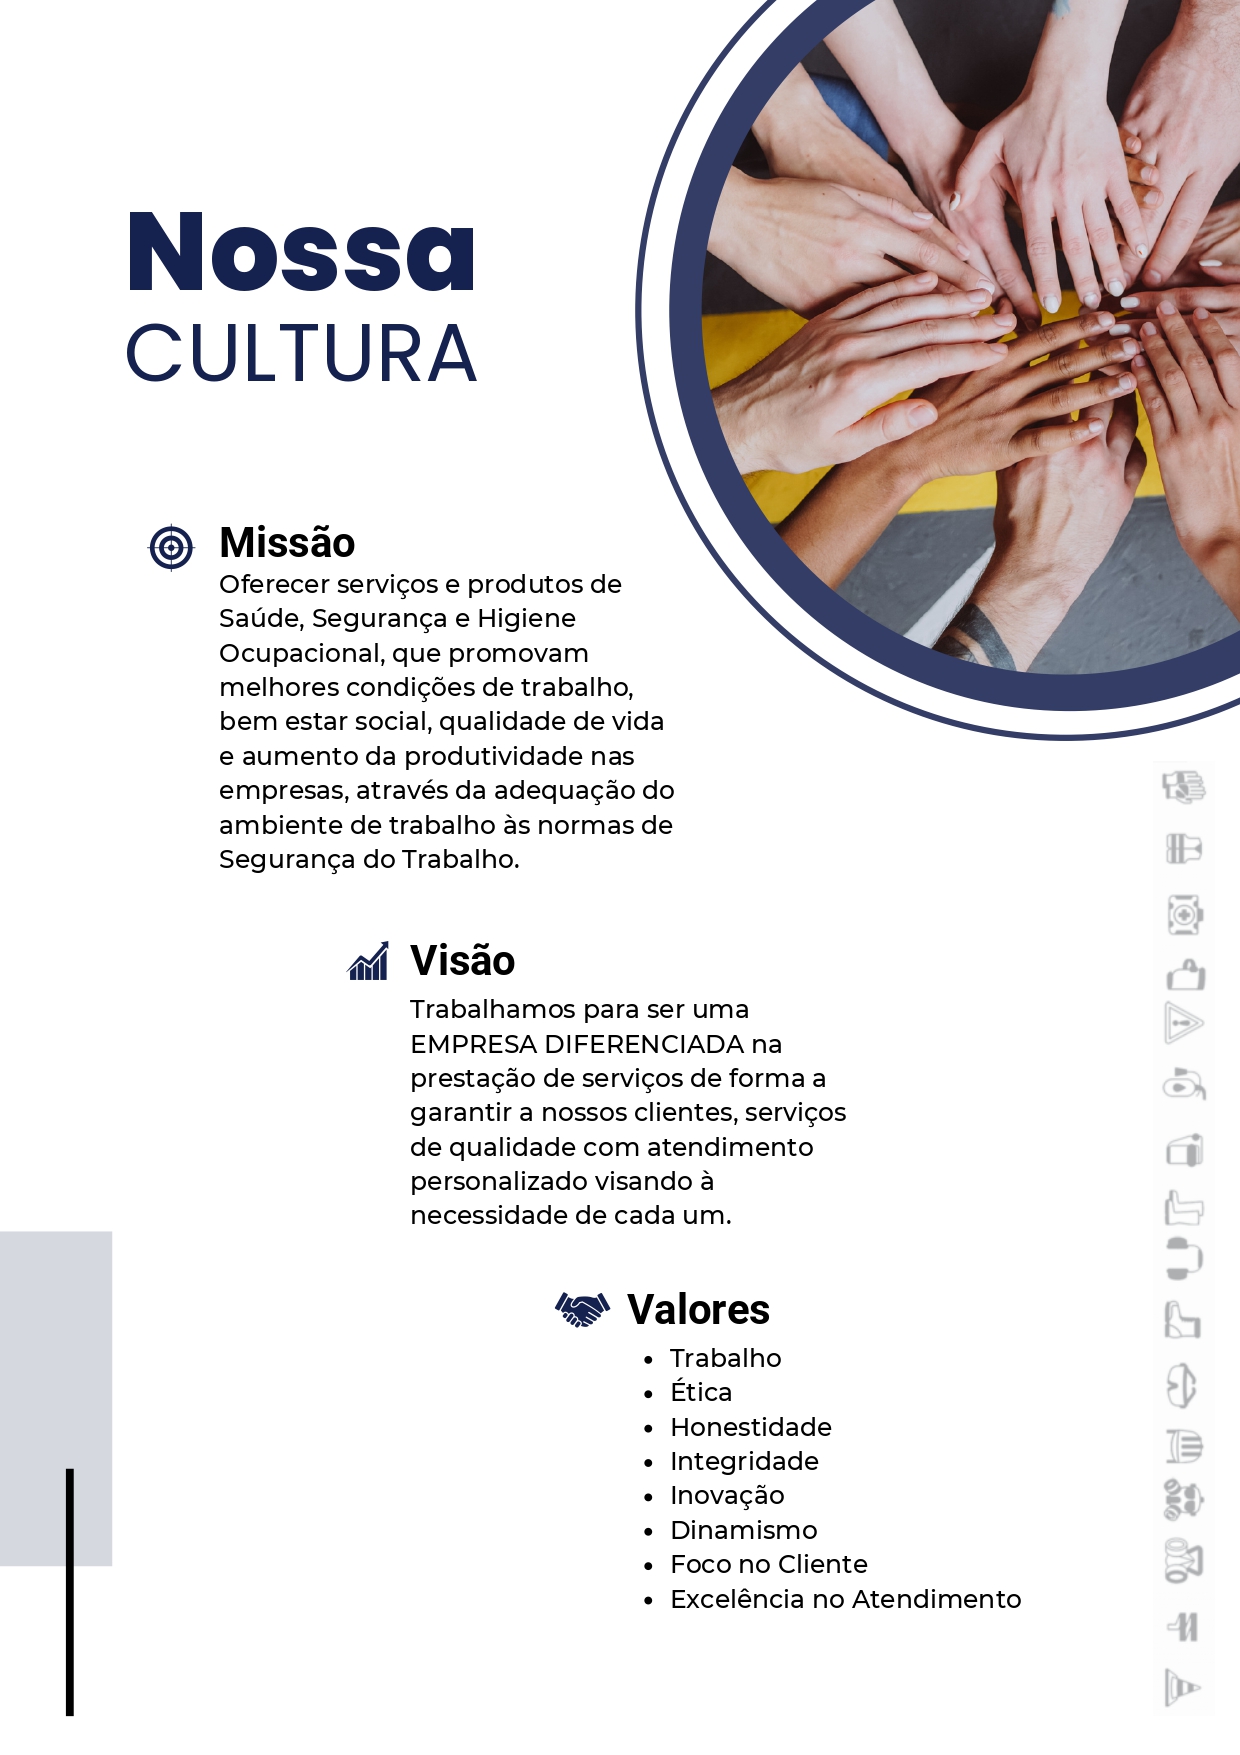 Nossa
CULTURA
Missão
Oferecer serviços e produtos de
Saúde, Segurança e Higiene
Ocupacional, que promovam
melhores condições de trabalho,
bem estar social, qualidade de vida
e aumento da produtividade nas
empresas, através da adequação do
ambiente de trabalho às normas de
Segurança do Trabalho.
Visão
Trabalhamos para ser uma
EMPRESA DIFERENCIADA na
prestação de serviços de forma a
garantir a nossos clientes, serviços
de qualidade com atendimento
personalizado visando à
necessidade de cada um.
Valores
• Trabalho
• Ética
• Honestidade
• Integridade
• Inovação
• Dinamismo
• Foco no Cliente
• Excelência no Atendimento